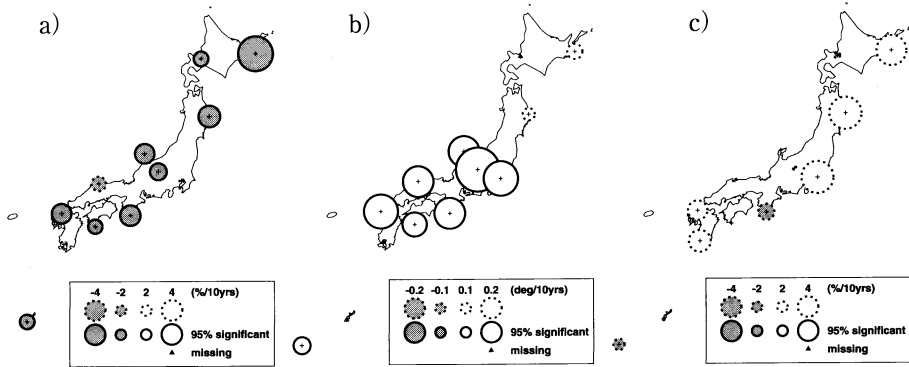 a)
b)
c)
-4 -2 2 4 (%/10yrs)
95% significant
missing
-0.2 -0.1 0.1 0.2 (deg/10yrs)
95% significant
missing
-4 -2 2 4 (%/10yrs)
95% significant
missing